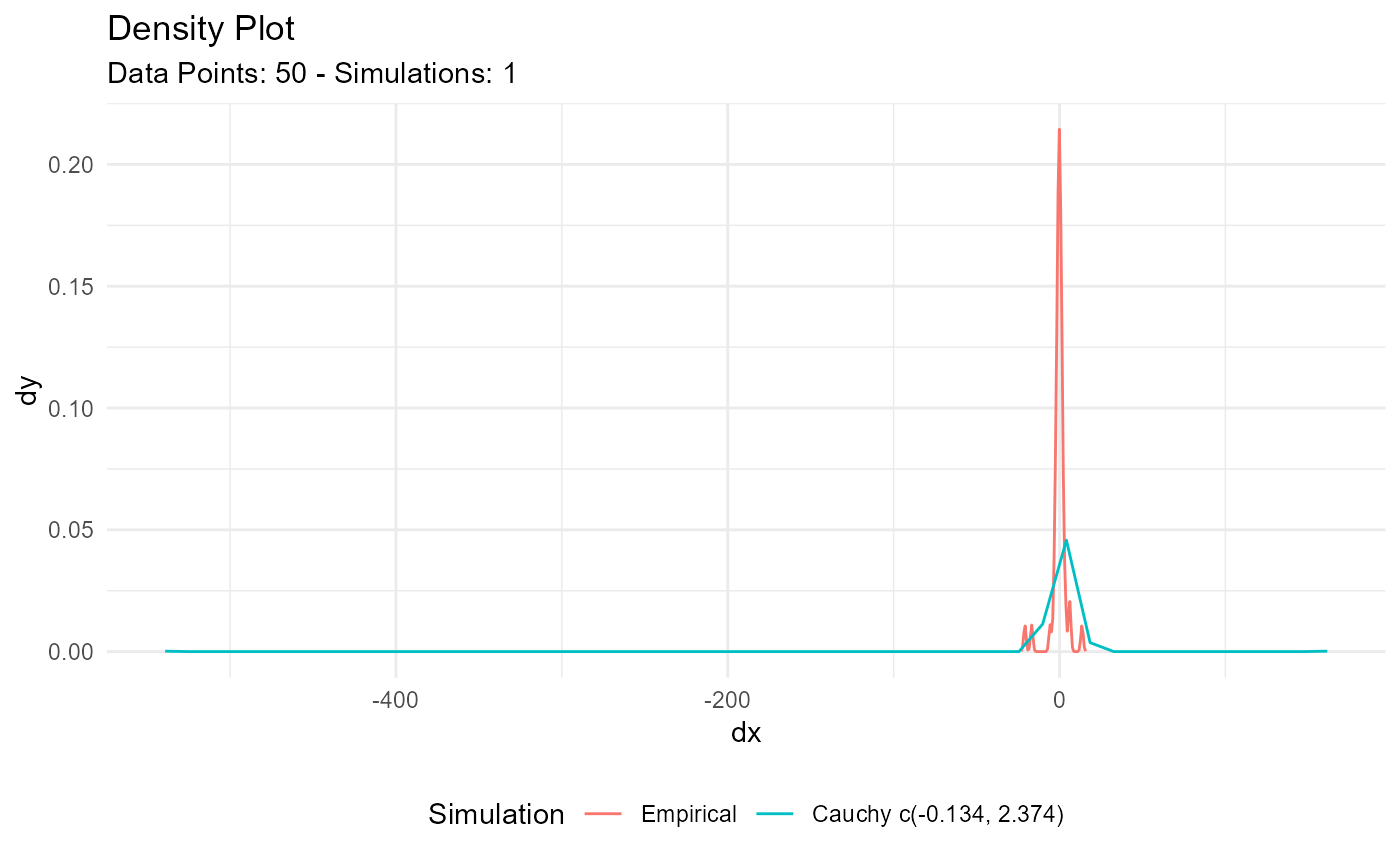 Density Plot
Data Points: 50 - Simulations: 1
dy
0.20
0.15
0.10
0.05
0.00
-400 -200 0
dx
Simulation Empirical Cauchy c(-0.134, 2.374)